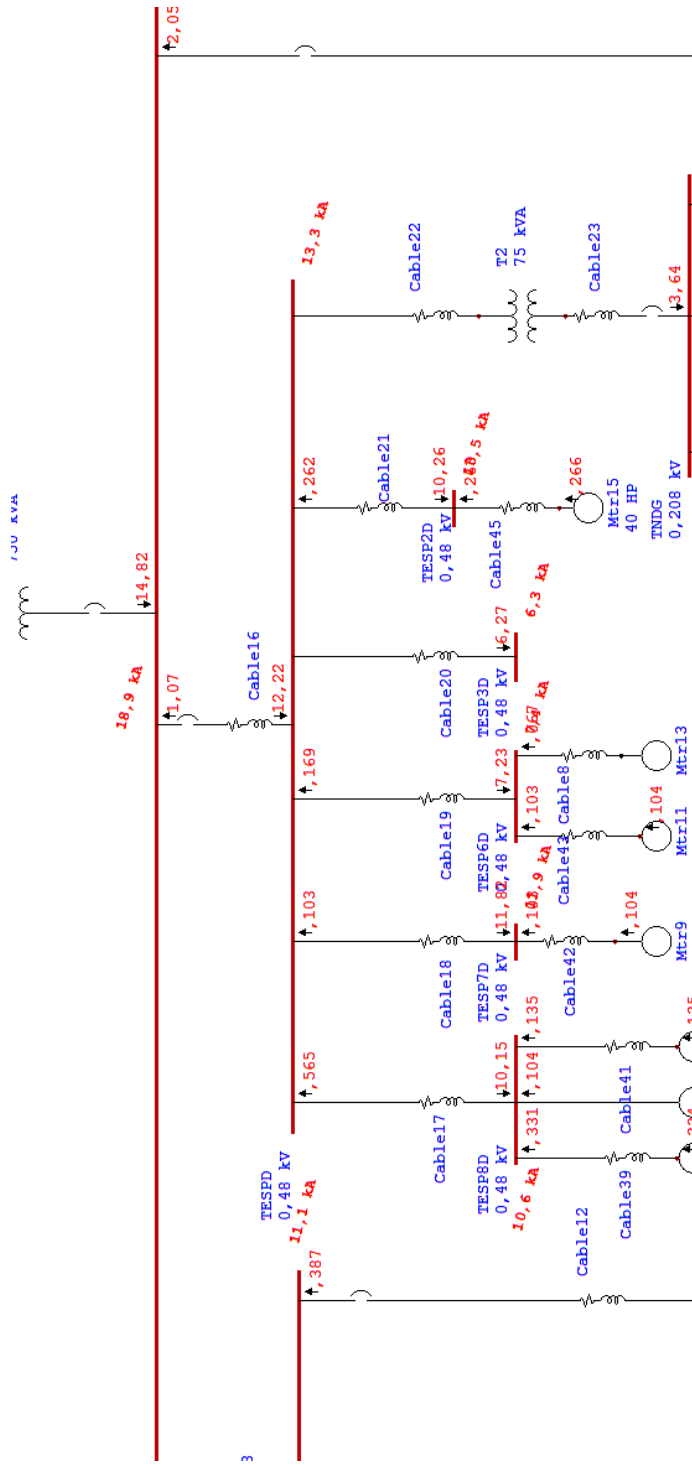 2,05
13,3 kA
Cable22
T2
75 kVA
Cable23
3,64
,262
Cable21
10,26
TESP2D
0,48 kV
Cable45
,266
Mtr15
40 HP
TNDG
0,208 kV
14,82
18,9 kA
1,07
Cable16
12,22
Cable20
6,27
6,3 kA
TESP3D
0,48 kV
,169
Cable19
7,23
,103
TESP6D
0,48 kV
Cable8
Cable43
Mtr13
,104
Mtr11
,103
Cable18
11,82
TESP7D
0,48 kV
Cable42
,104
Mtr9
,565
Cable17
10,15
,135
,104
,331
TESP8D
0,48 kV
10,6 kA
Cable41
Cable39
TESPD
0,48 kV
11,1 kA
,387
Cable12